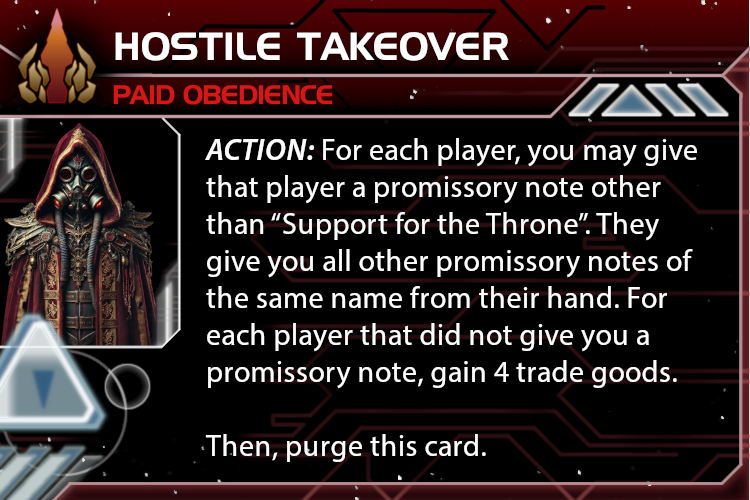 HOSTILE TAKEOVER
PAID OBEDIENCE
ACTION: For each player, you may give
that player a promissory note other
than “Support for the Throne”. They
give you all other promissory notes of
the same name from their hand. For
each player that did not give you a
promissory note, gain 4 trade goods.
Then, purge this card.